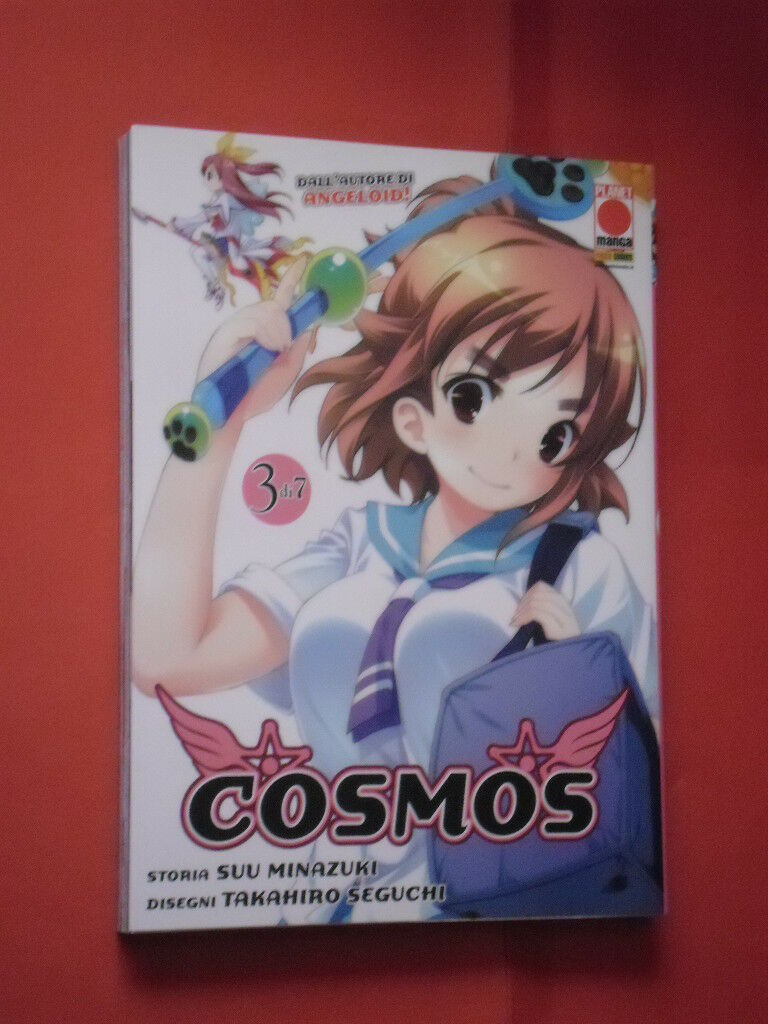 DALL'AUTORE DI
ANGELOID!
PLANET
manga
3 di 7
COSMOS
STORIA SUU MINAZUKI
DISEGNI TAKAHIRO SEGUCHI